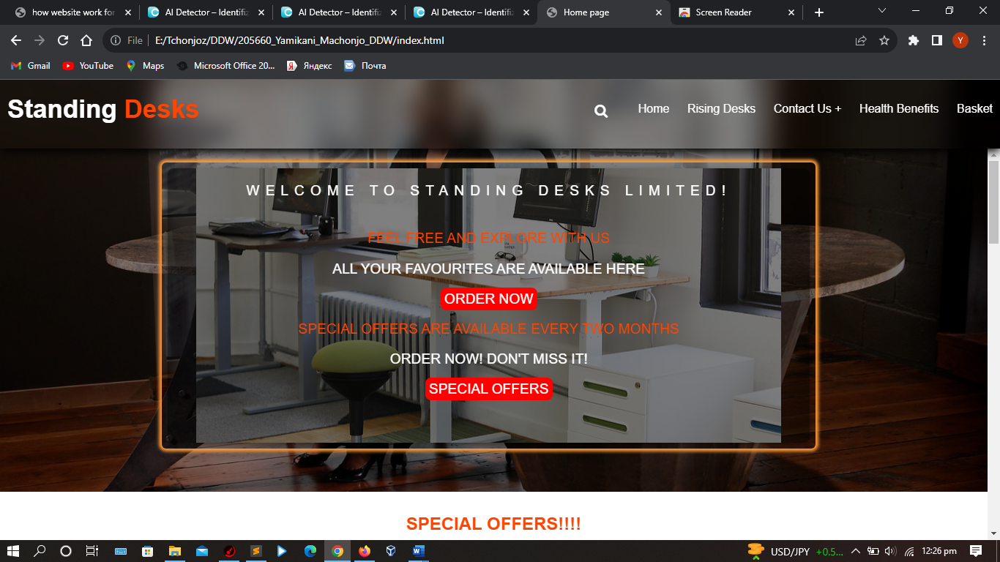 how website work for
AI Detector – Identifiz
AI Detector – Identifiz
AI Detector – Identifiz
Home page
Screen Reader
File
E:/Tchonjoz/DDW/205660_Yamikani_Machonjo_DDW/index.html
Y
Gmail
YouTube
Maps
Microsoft Office 20...
Яндекс
Почта
Standing Desks
Home
Rising Desks
Contact Us +
Health Benefits
Basket
WELCOME TO STANDING DESKS LIMITED!
FEEL FREE AND EXPLORE WITH US
ALL YOUR FAVOURITES ARE AVAILABLE HERE
ORDER NOW
SPECIAL OFFERS ARE AVAILABLE EVERY TWO MONTHS
ORDER NOW! DON'T MISS IT!
SPECIAL OFFERS
SPECIAL OFFERS!!!!
USD/JPY +0.5...
12:26 pm